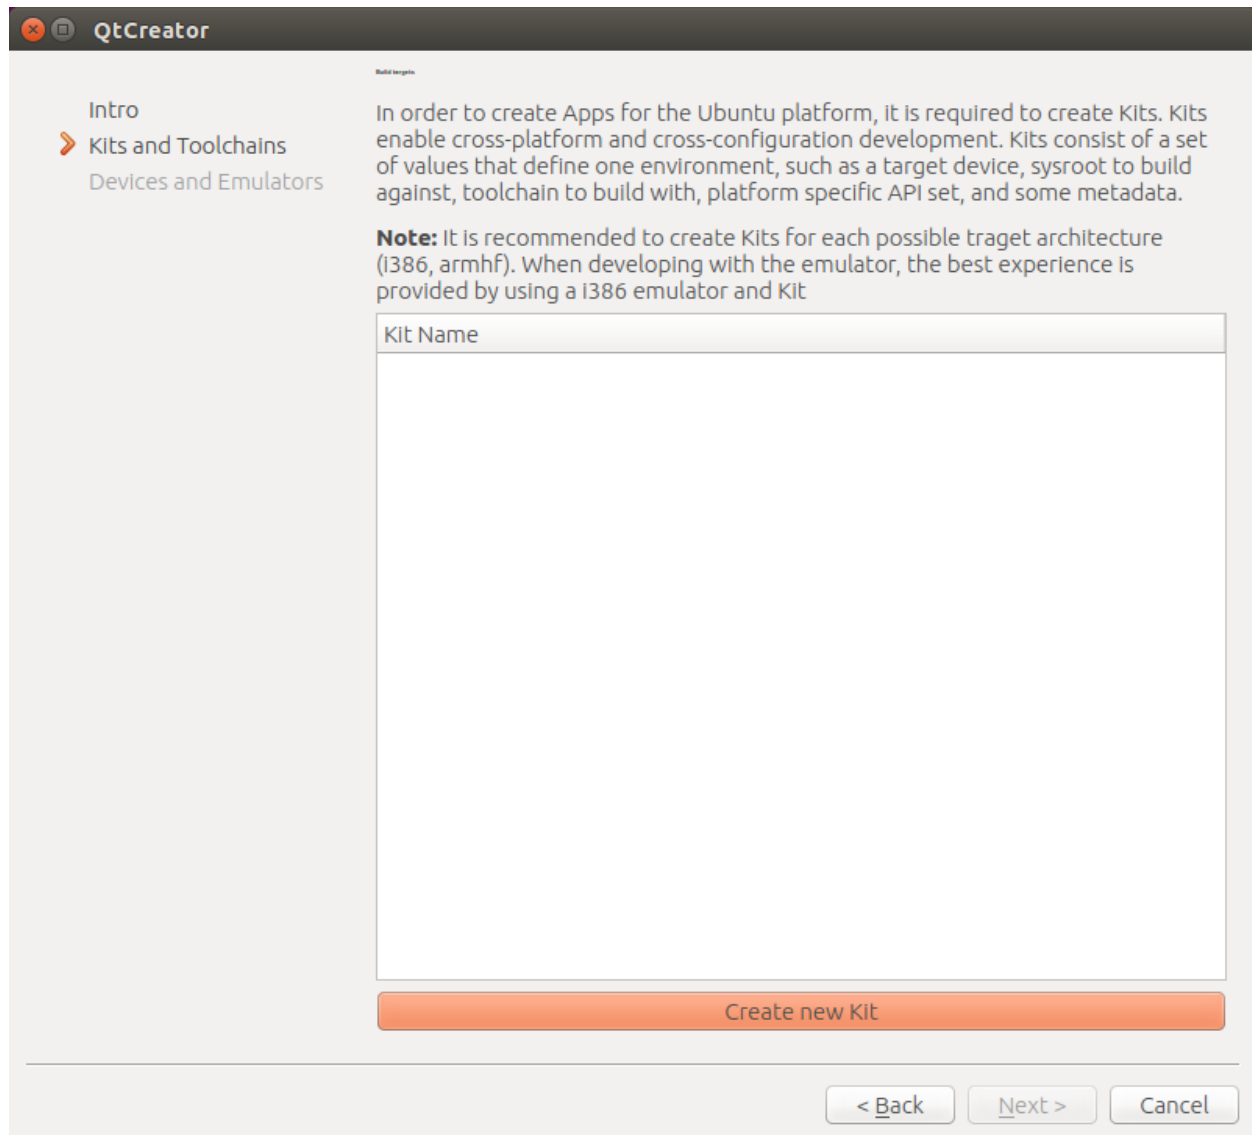 QtCreator
Intro
Kits and Toolchains
Devices and Emulators
Build targets
In order to create Apps for the Ubuntu platform, it is required to create Kits. Kits
enable cross-platform and cross-configuration development. Kits consist of a set
of values that define one environment, such as a target device, sysroot to build
against, toolchain to build with, platform specific API set, and some metadata.
Note: It is recommended to create Kits for each possible traget architecture
(i386, armhf). When developing with the emulator, the best experience is
provided by using a i386 emulator and Kit
Kit Name
Create new Kit
< Back
Next >
Cancel